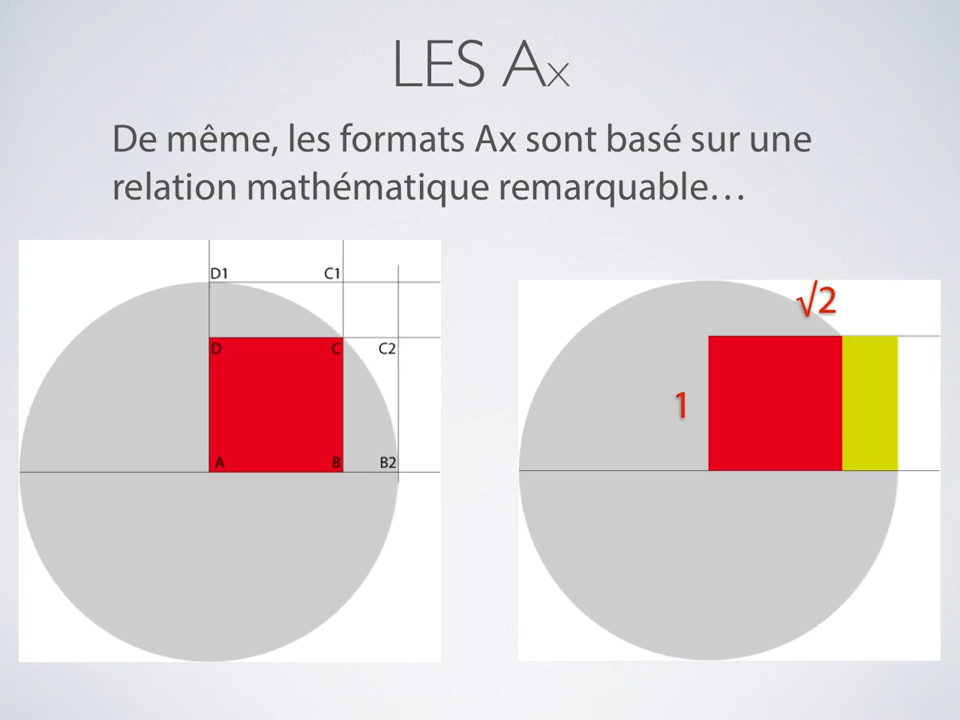 LES Ax
De même, les formats Ax sont basé sur une
relation mathématique remarquable…
D1 C1
D C C2
A B B2
√2
1